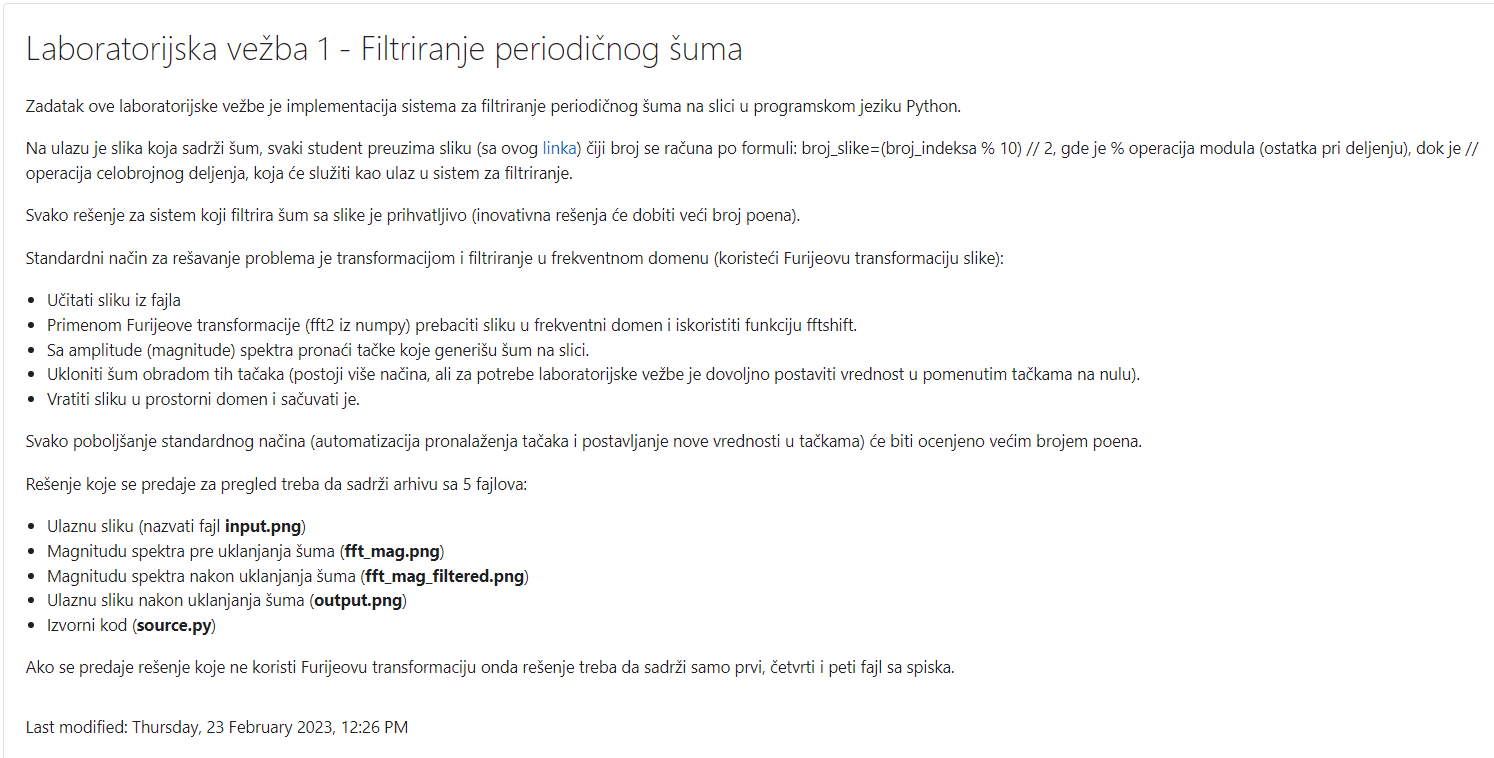 Laboratorijska vežba 1 - Filtriranje periodičnog šuma
Zadatak ove laboratorijske vežbe je implementacija sistema za filtriranje periodičnog šuma na slici u programskom jeziku Python.
Na ulazu je slika koja sadrži šum, svaki student preuzima sliku (sa ovog linka) čiji broj se računa po formuli: broj_slike=(broj_indeksa % 10) // 2, gde je % operacija modula (ostatka pri deljenju), dok je //
operacija celobrojnog deljenja, koja će služiti kao ulaz u sistem za filtriranje.
Svako rešenje za sistem koji filtrira šum sa slike je prihvatljivo (inovativna rešenja će dobiti veći broj poena).
Standardni način za rešavanje problema je transformacijom i filtriranje u frekventnom domenu (koristeći Furijeovu transformaciju slike):
• Učitati sliku iz fajla
• Primenom Furijeove transformacije (fft2 iz numpy) prebaciti sliku u frekventni domen i iskoristiti funkciju fftshift.
• Sa amplitude (magnitude) spektra pronaći tačke koje generišu šum na slici.
• Ukloniti šum obradom tih tačaka (postoji više načina, ali za potrebe laboratorijske vežbe je dovoljno postaviti vrednost u pomenutim tačkama na nulu).
• Vratiti sliku u prostorni domen i sačuvati je.
Svako poboljšanje standardnog načina (automatizacija pronalaženja tačaka i postavljanje nove vrednosti u tačkama) će biti ocenjeno većim brojem poena.
Rešenje koje se predaje za pregled treba da sadrži arhivu sa 5 fajlova:
• Ulaznu sliku (nazvati fajl input.png)
• Magnitudu spektra pre uklanjanja šuma (fft_mag.png)
• Magnitudu spektra nakon uklanjanja šuma (fft_mag_filtered.png)
• Ulaznu sliku nakon uklanjanja šuma (output.png)
• Izvorni kod (source.py)
Ako se predaje rešenje koje ne koristi Furijeovu transformaciju onda rešenje treba da sadrži samo prvi, četvrti i peti fajl sa spiska.
Last modified: Thursday, 23 February 2023, 12:26 PM